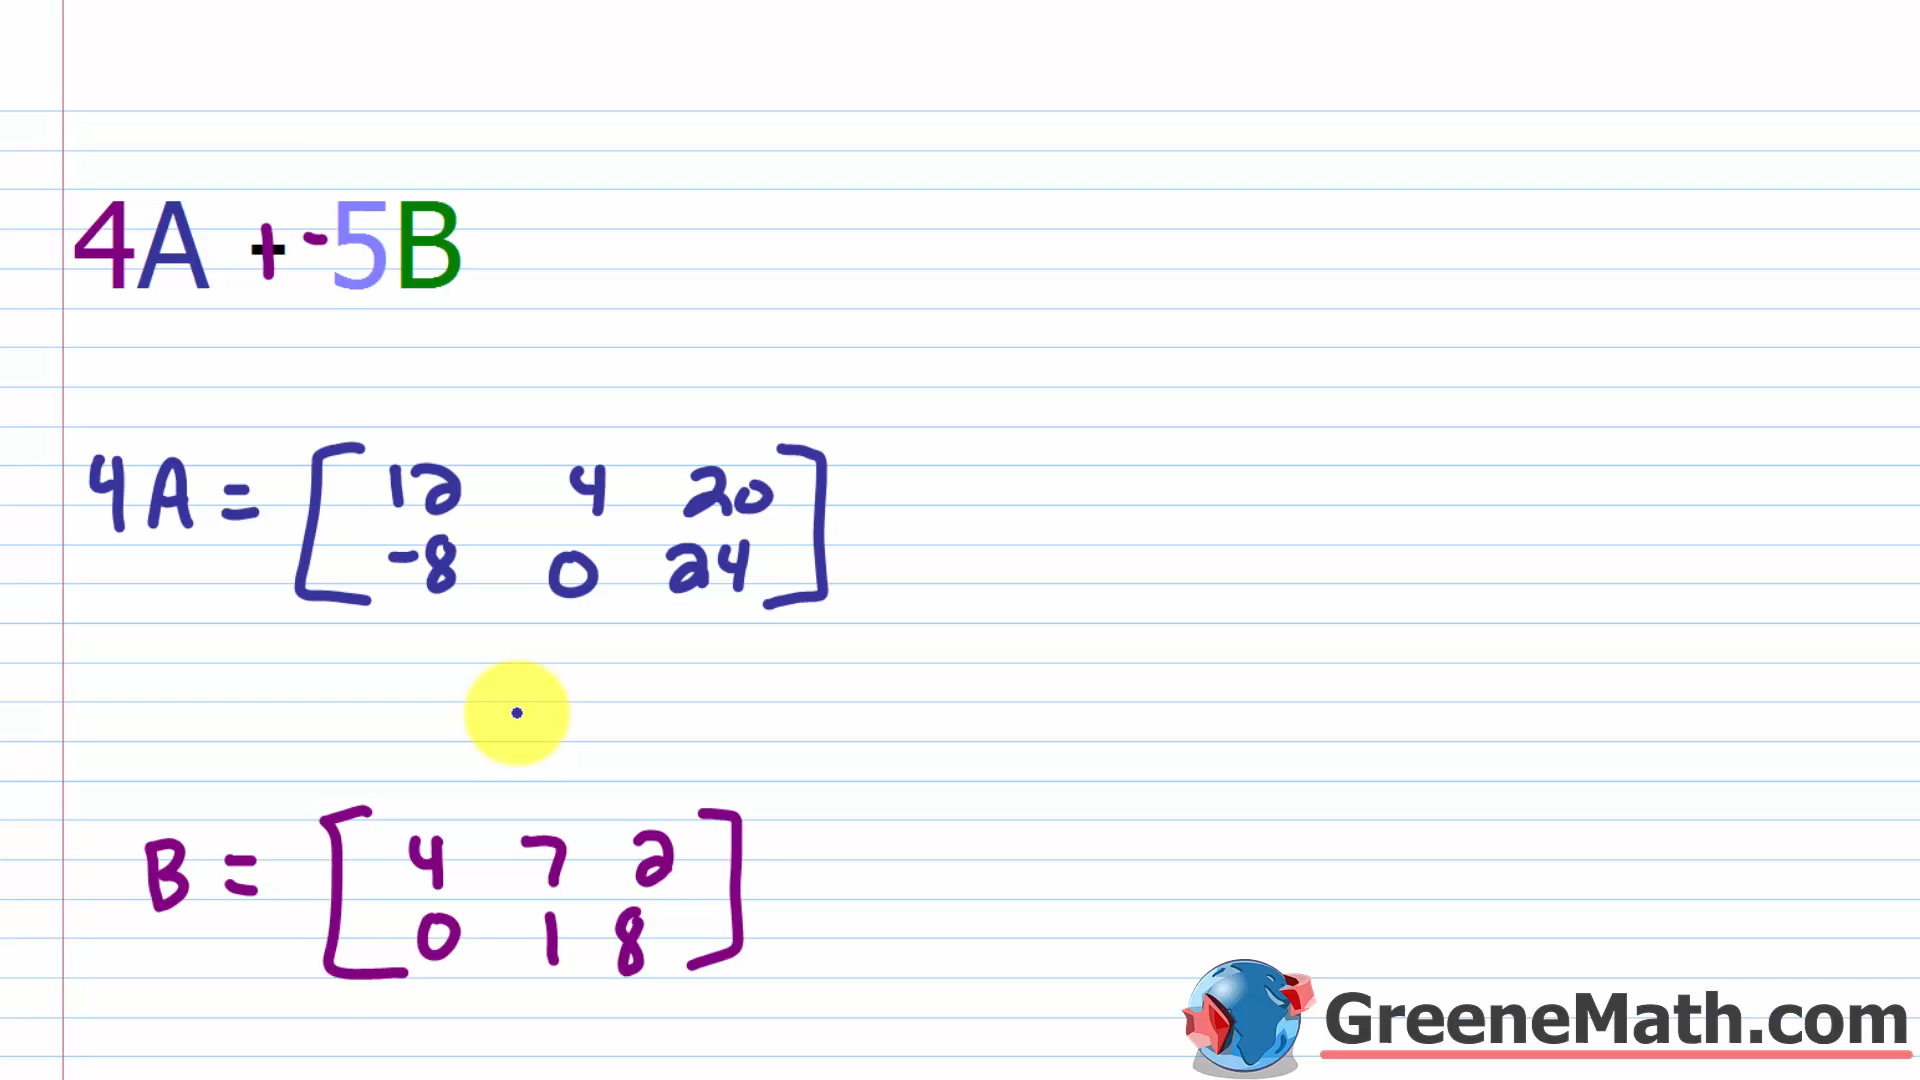 4A + -5B
4A = [ 12 4 20
-8 0 24 ]
B = [ 4 7 2
0 1 8 ]
GreeneMath.com